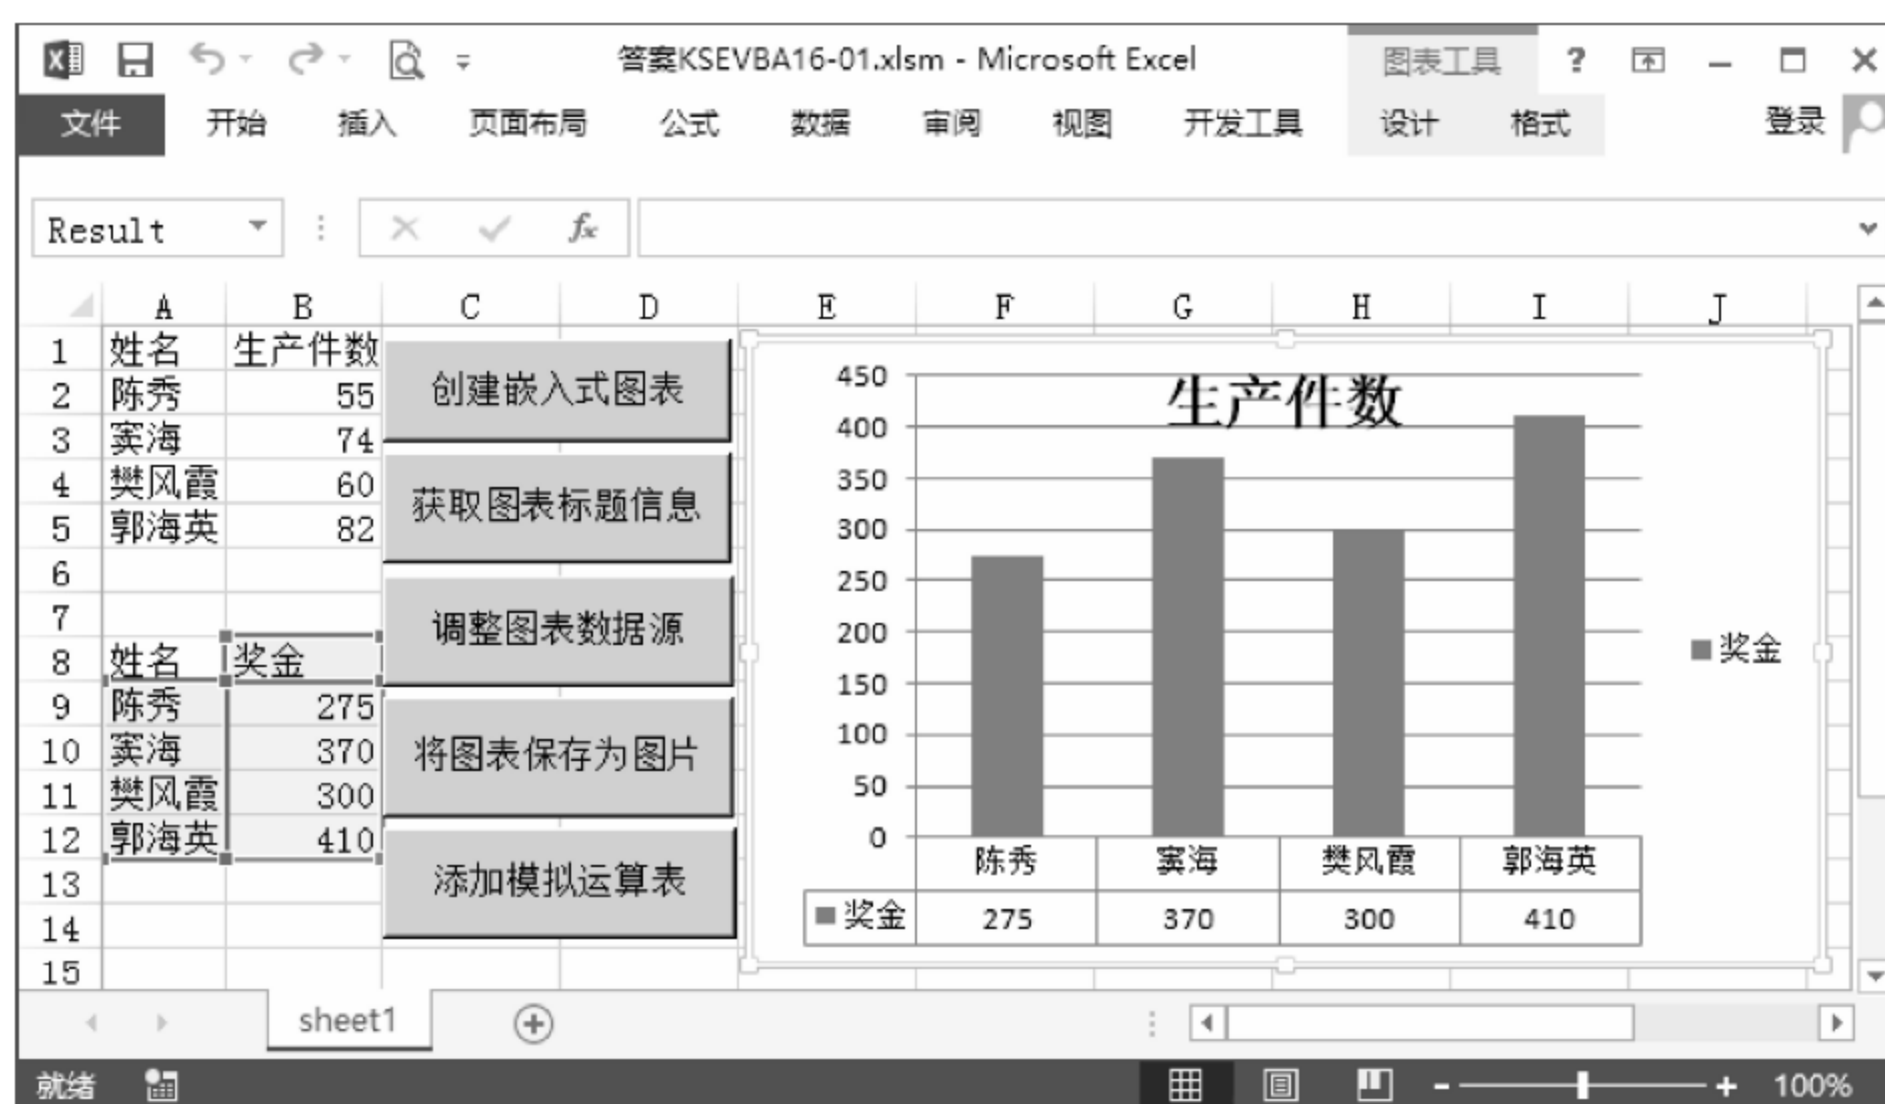 答案KSEVBA16-01.xlsm - Microsoft Excel 图表工具 ?
文件 开始 插入 页面布局 公式 数据 审阅 视图 开发工具 设计 格式 登录
Result fx
A B C D E F G H I J
1 姓名 生产件数
2 陈秀 55
3 窦海 74
4 樊风霞 60
5 郭海英 82
6
7
8 姓名 奖金
9 陈秀 275
10 窦海 370
11 樊风霞 300
12 郭海英 410
13
14
15
创建嵌入式图表
获取图表标题信息
调整图表数据源
将图表保存为图片
添加模拟运算表
生产件数
450
400
350
300
250
200
150
100
50
0
陈秀 窦海 樊风霞 郭海英
奖金 275 370 300 410
奖金
sheet1
就绪 100%